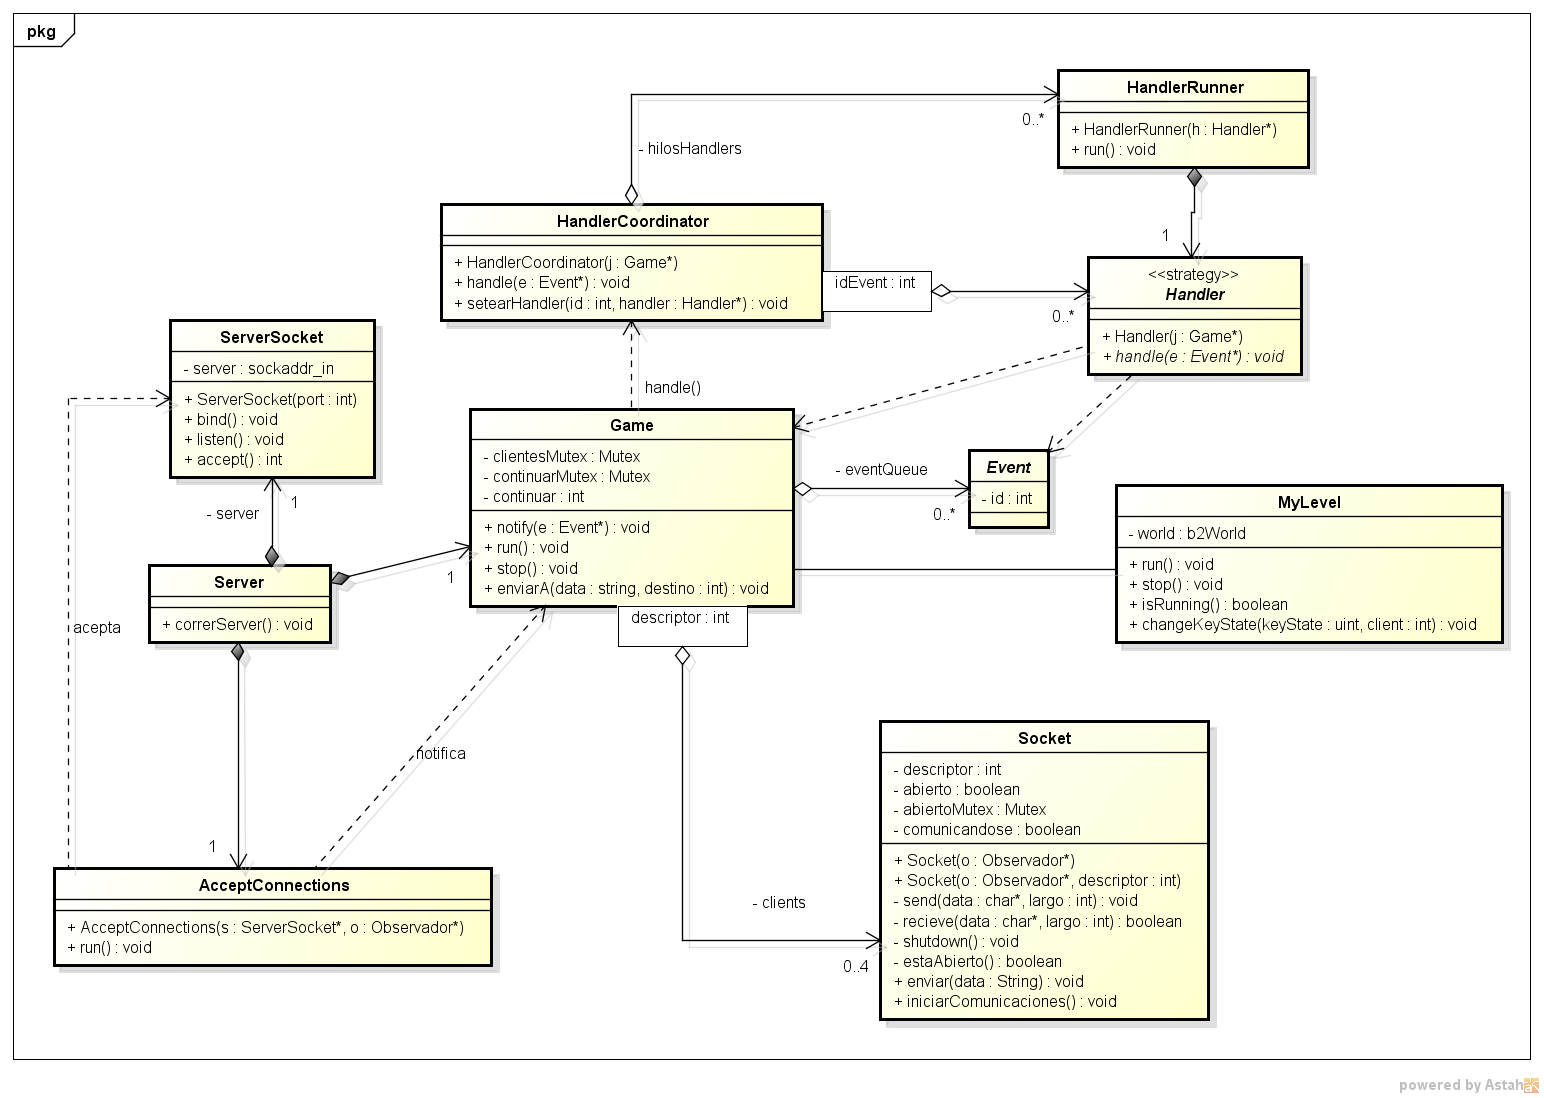 pkg
HandlerRunner
+ HandlerRunner(h : Handler*)
+ run() : void
0..*
- hilosHandlers
HandlerCoordinator
+ HandlerCoordinator(j : Game*)
+ handle(e : Event*) : void
+ setearHandler(id : int, handler : Handler*) : void
idEvent : int
1
0..*
<<strategy>>
Handler
+ Handler(j : Game*)
+ handle(e : Event*) : void
ServerSocket
- server : sockaddr_in
+ ServerSocket(port : int)
+ bind() : void
+ listen() : void
+ accept() : int
handle()
Game
- clientesMutex : Mutex
- continuarMutex : Mutex
- continuar : int
+ notify(e : Event*) : void
+ run() : void
+ stop() : void
+ enviarA(data : string, destino : int) : void
descriptor : int
- eventQueue
0..*
Event
- id : int
MyLevel
- world : b2World
+ run() : void
+ stop() : void
+ isRunning() : boolean
+ changeKeyState(keyState : uint, client : int) : void
- server
1
Server
+ correrServer() : void
1
acepta
notifica
1
AcceptConnections
+ AcceptConnections(s : ServerSocket*, o : Observador*)
+ run() : void
- clients
0..4
Socket
- descriptor : int
- abierto : boolean
- abiertoMutex : Mutex
- comunicandose : boolean
+ Socket(o : Observador*)
+ Socket(o : Observador*, descriptor : int)
- send(data : char*, largo : int) : void
- recieve(data : char*, largo : int) : boolean
- shutdown() : void
- estaAbierto() : boolean
+ enviar(data : String) : void
+ iniciarComunicaciones() : void
powered by Astah